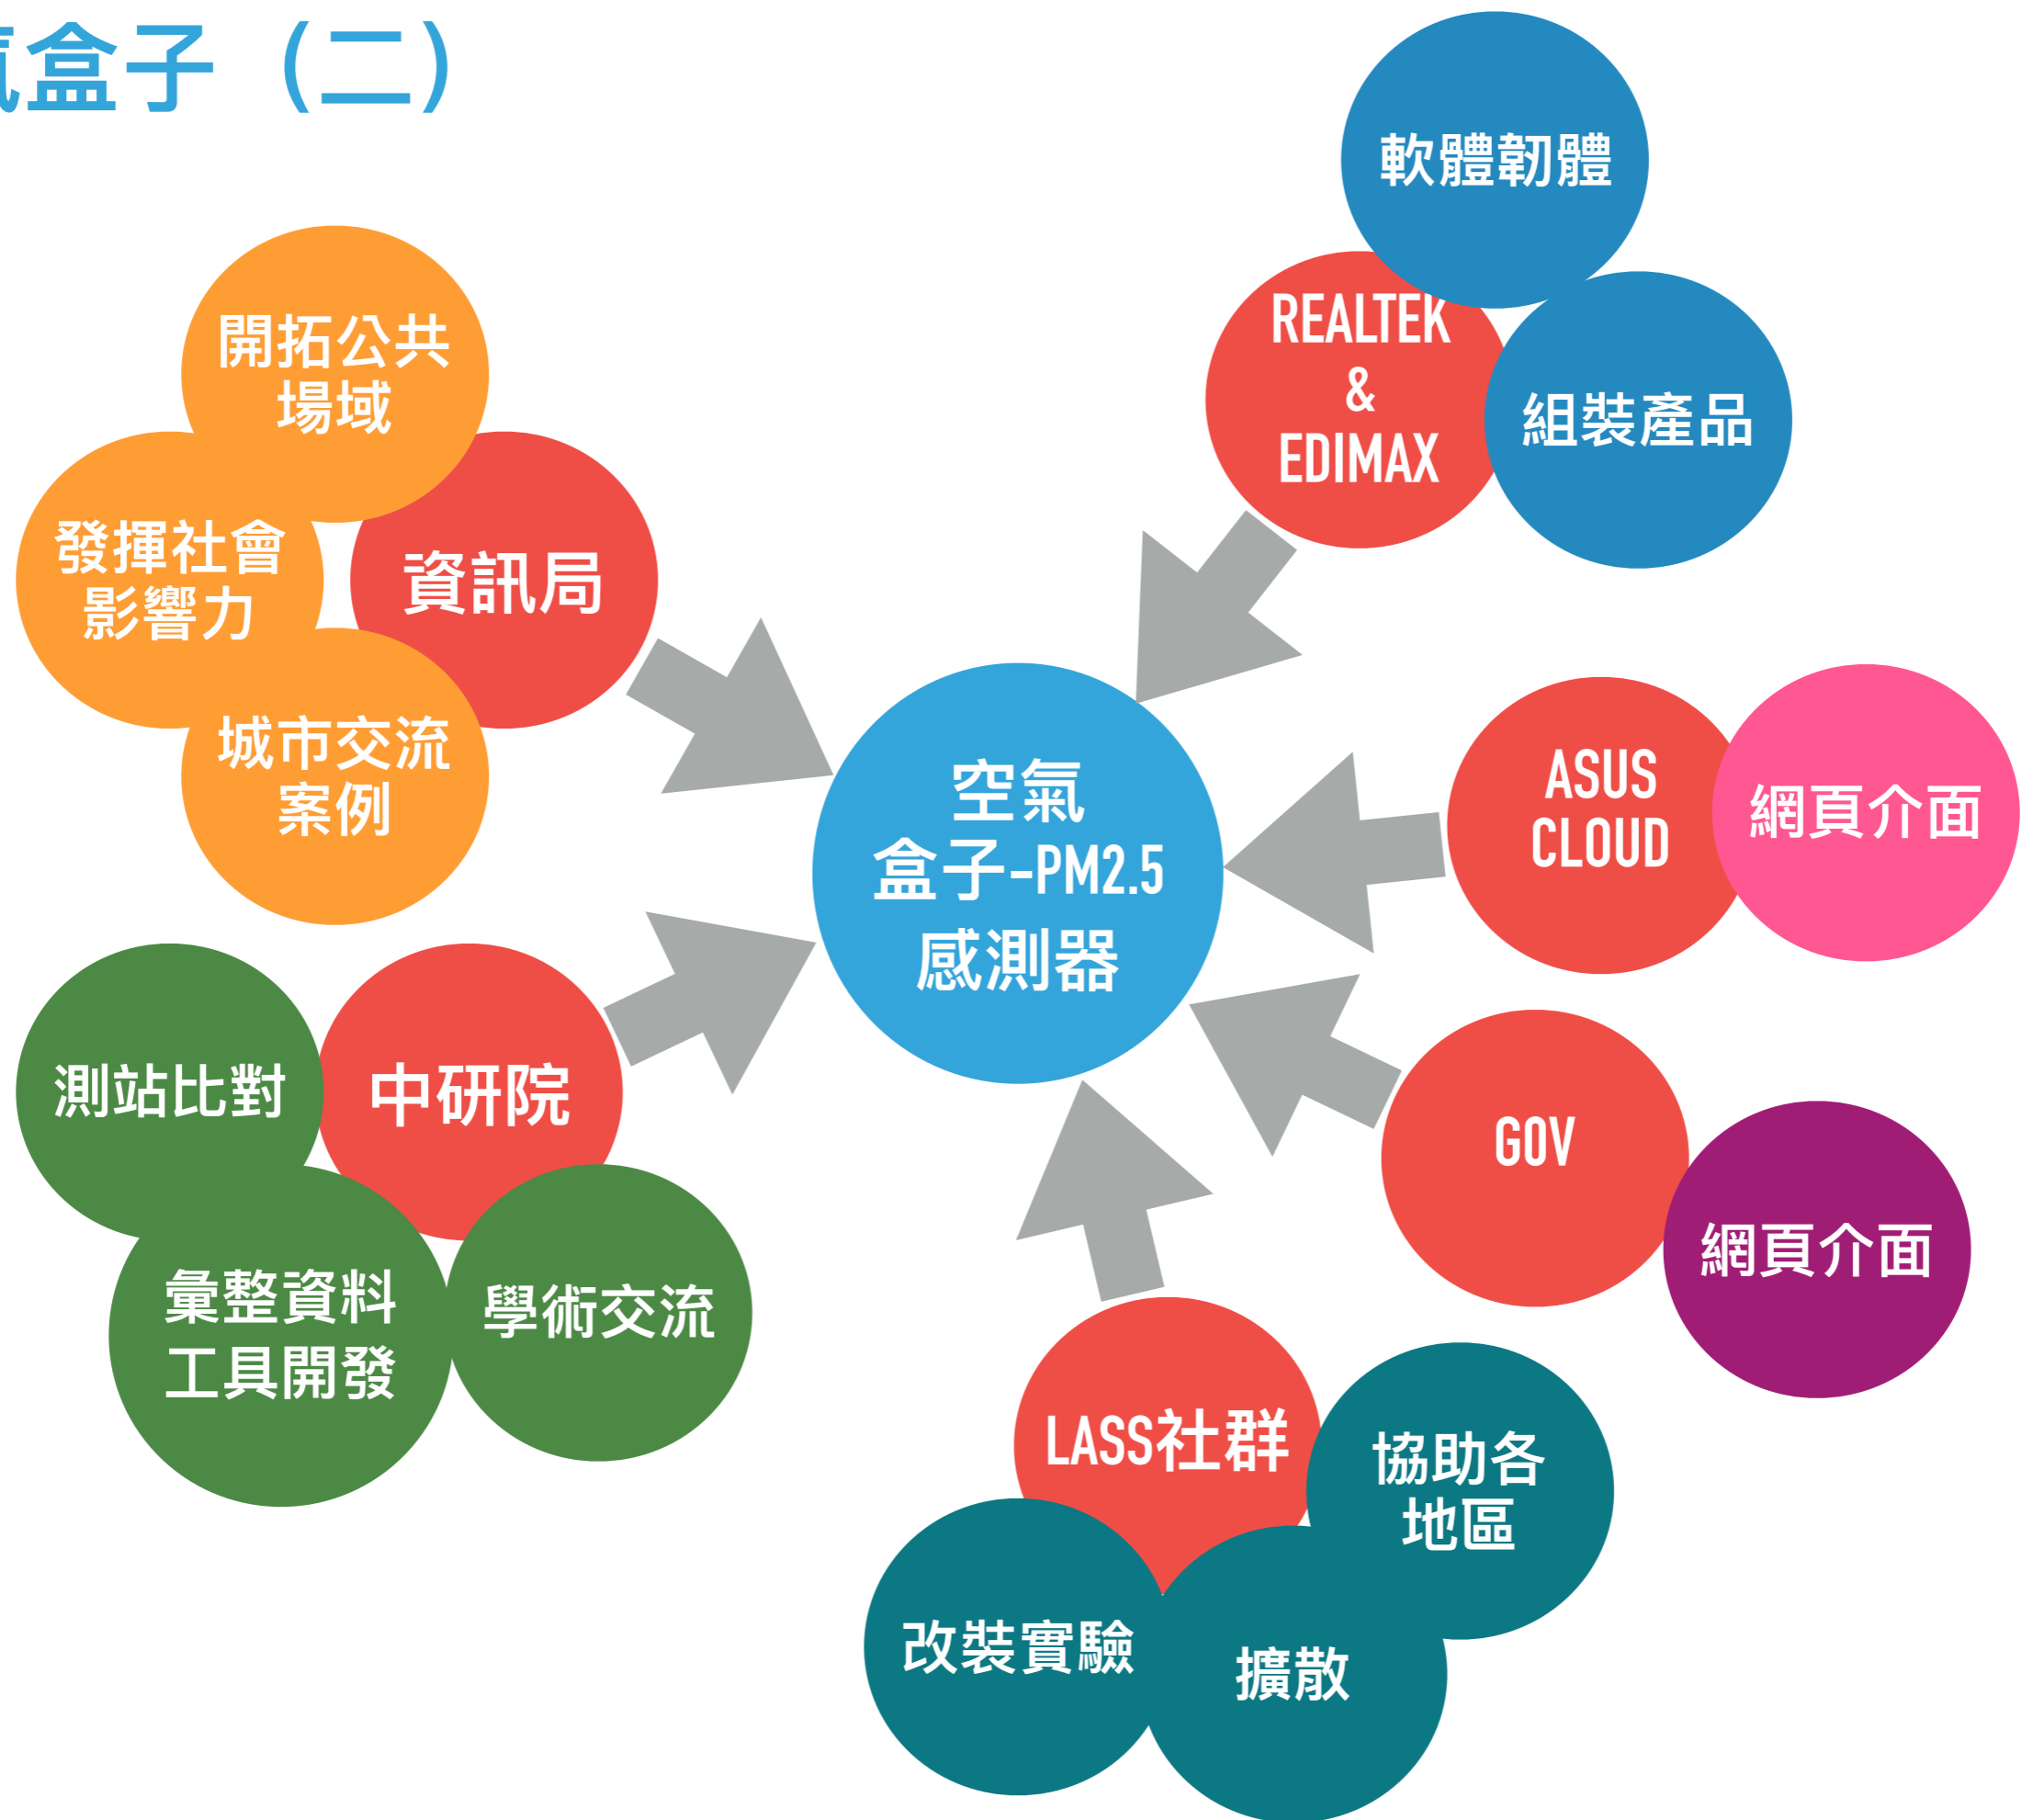 氣盒子（二）
軟體韌體
REALTEK
&
EDIMAX
組裝產品
開拓公共
場域
發揮社會
影響力
資訊局
城市交流
案例
空氣
盒子-PM2.5
感測器
ASUS
CLOUD
網頁介面
測站比對
中研院
彙整資料
工具開發
學術交流
GOV
網頁介面
LASS社群
協助各
地區
改裝實驗
擴散